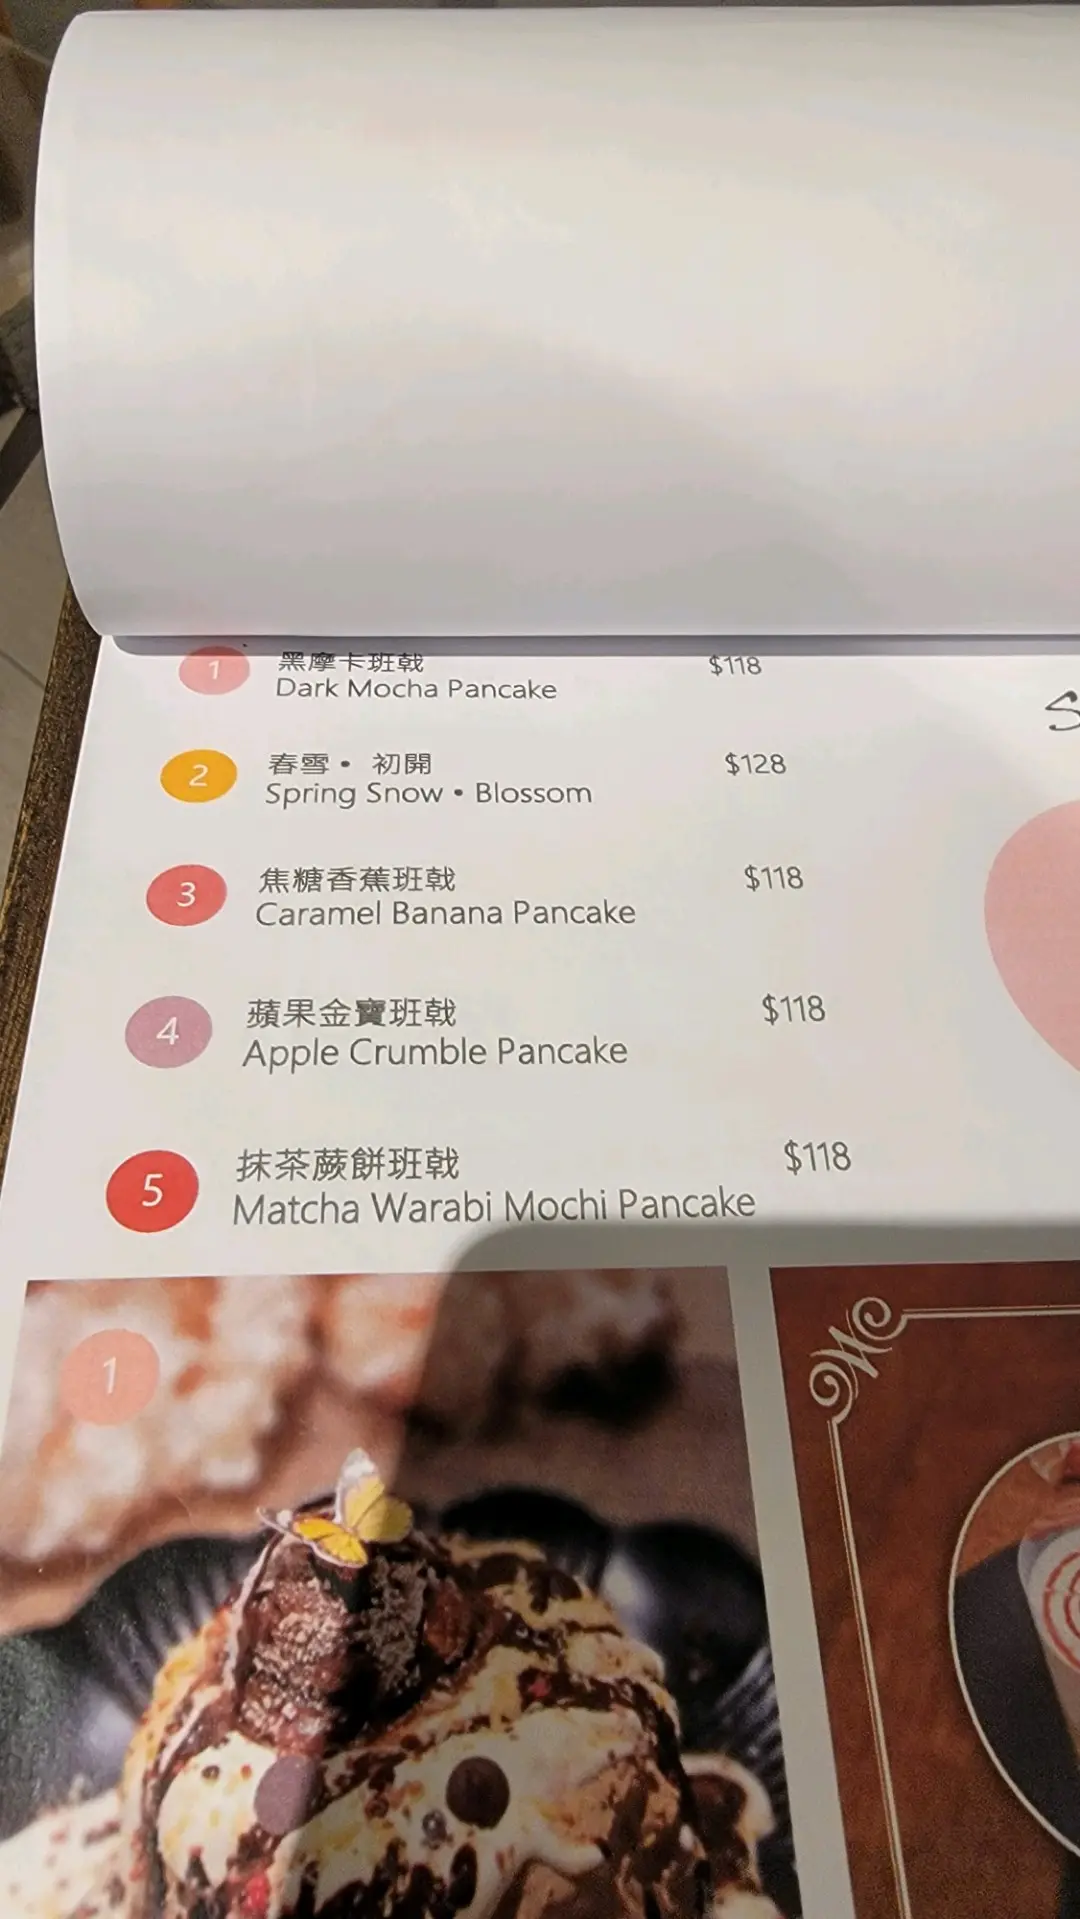 1 黑摩卡班戟 $118
Dark Mocha Pancake
2 春雪• 初開 $128
Spring Snow • Blossom
3 焦糖香蕉班戟 $118
Caramel Banana Pancake
4 蘋果金寶班戟 $118
Apple Crumble Pancake
5 抹茶蕨餅班戟 $118
Matcha Warabi Mochi Pancake
S
1